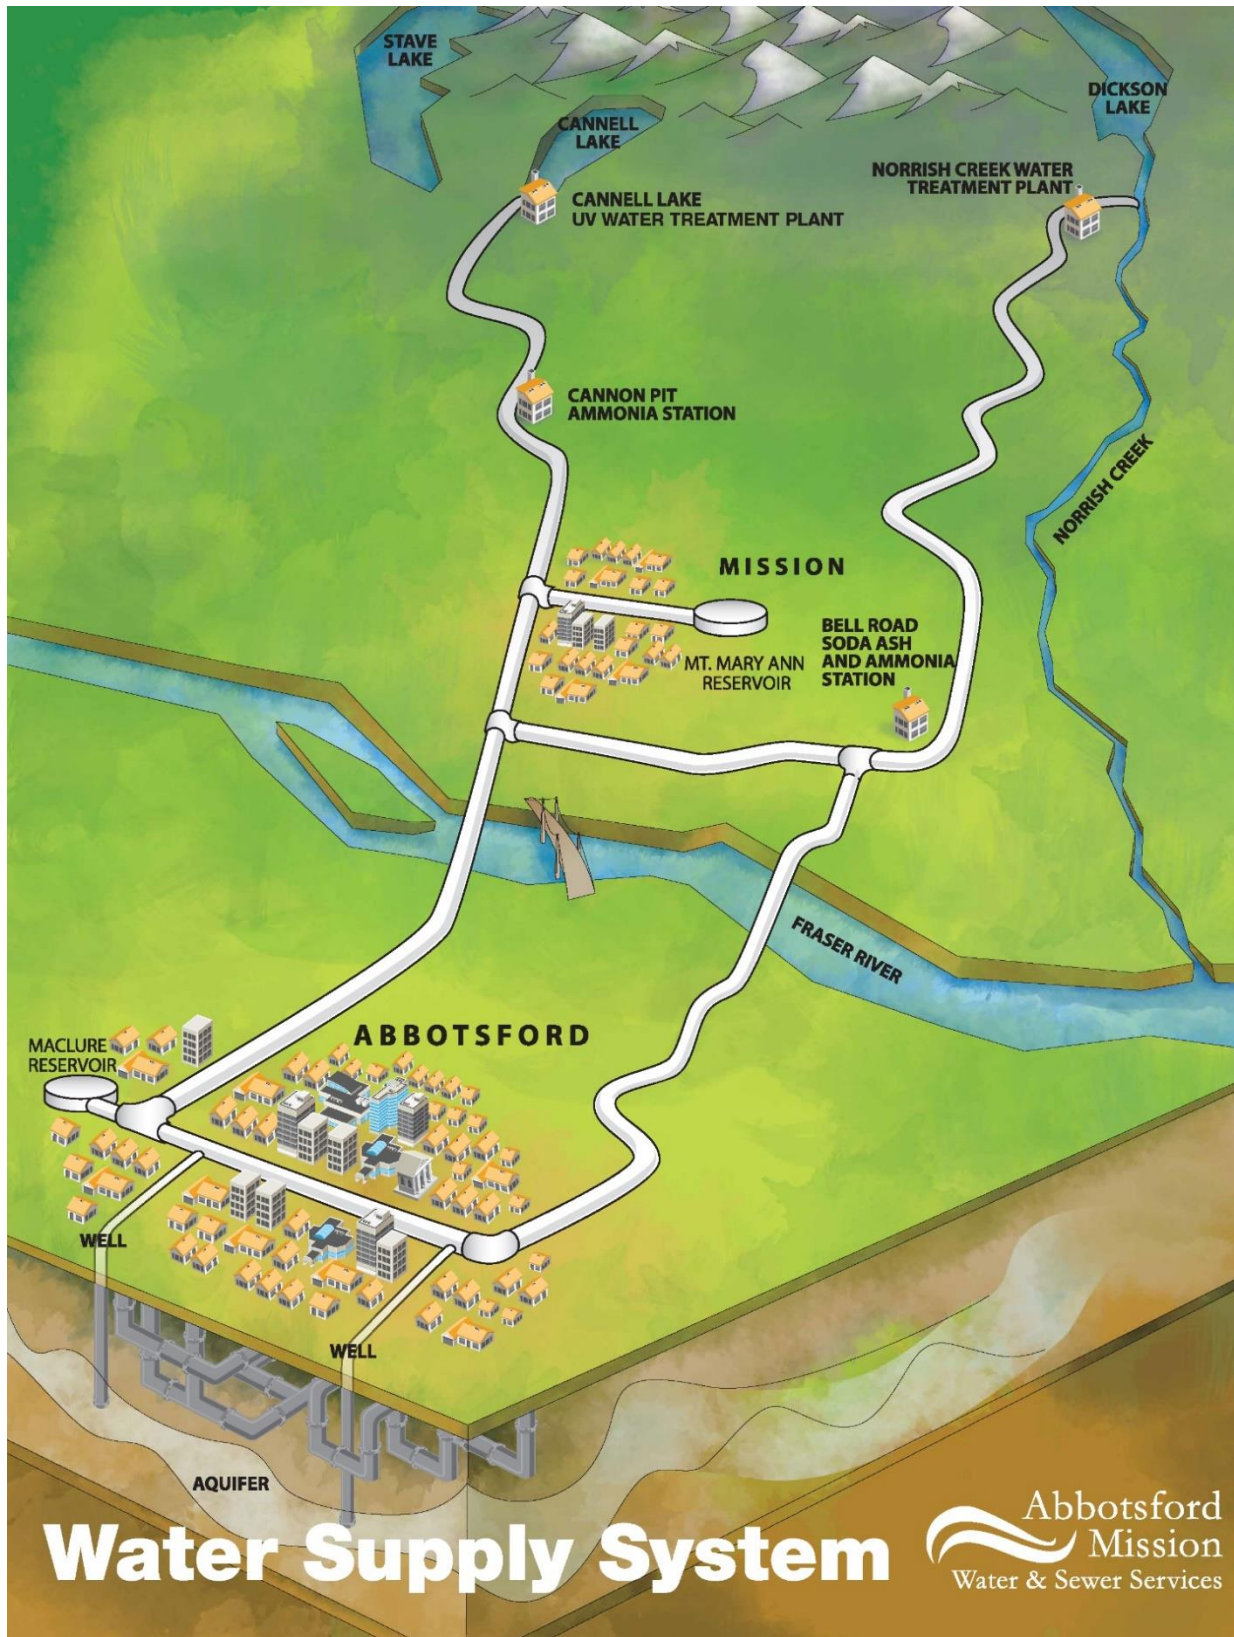 STAVE
LAKE
DICKSON
LAKE
CANNELL
LAKE
NORRISH CREEK WATER
TREATMENT PLANT
CANNELL LAKE
UV WATER TREATMENT PLANT
CANNON PIT
AMMONIA STATION
NORRISH CREEK
MISSION
BELL ROAD
SODA ASH
AND AMMONIA
STATION
MT. MARY ANN
RESERVOIR
FRASER RIVER
ABBOTSFORD
MACLURE
RESERVOIR
WELL
WELL
AQUIFER
Water Supply System
Abbotsford
Mission
Water & Sewer Services